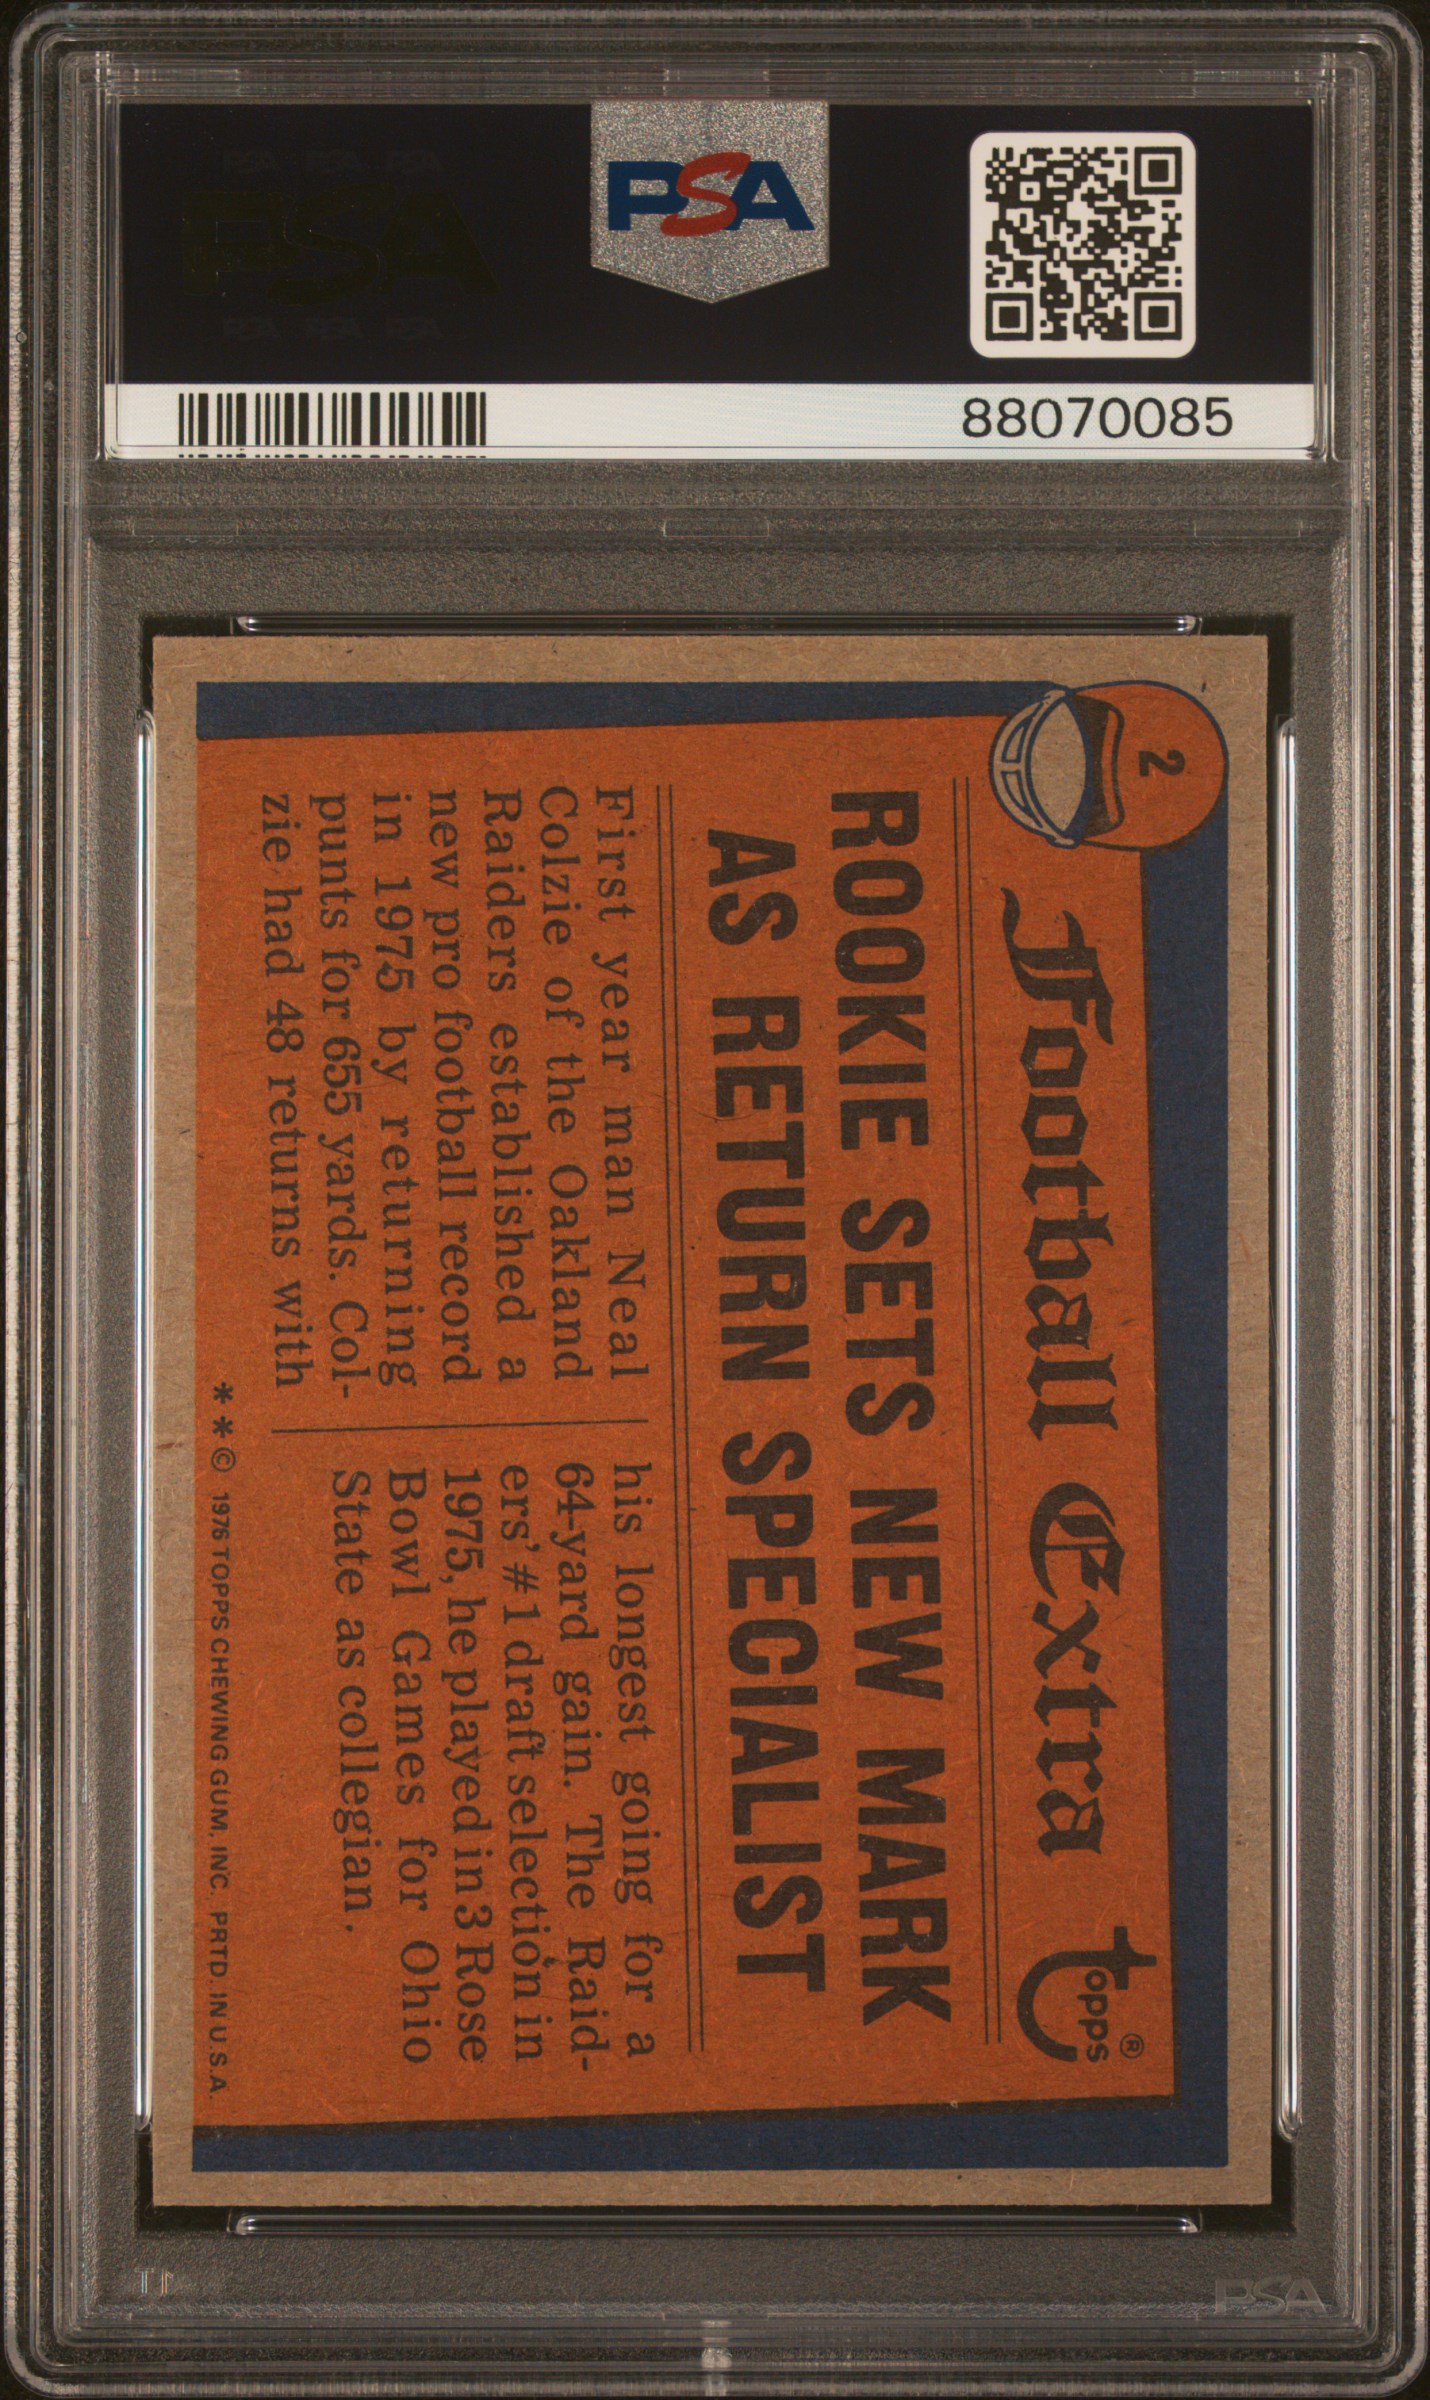 PSA
88070085
2
Football Extra
topps®
ROOKIE SETS NEW MARK
AS RETURN SPECIALIST
First year man Neal
Colzie of the Oakland
Raiders established a
new pro football record
in 1975 by returning
punts for 655 yards. Col-
zie had 48 returns with
his longest going for a
64-yard gain. The Raid-
ers' #1 draft selection in
1975, he played in 3 Rose
Bowl Games for Ohio
State as collegian.
** © 1976 TOPPS CHEWING GUM, INC. PRTD. IN U.S.A.
PSA